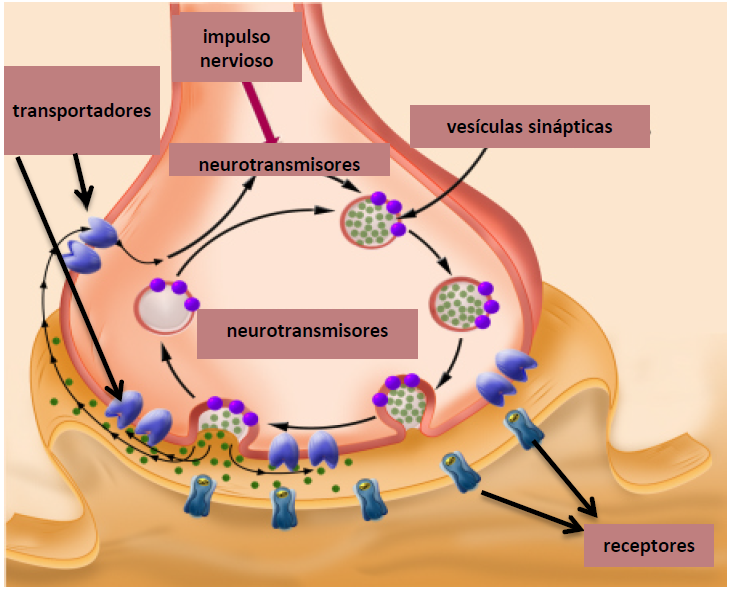 impulso
nervioso
transportadores
vesículas sinápticas
neurotransmisores
neurotransmisores
receptores